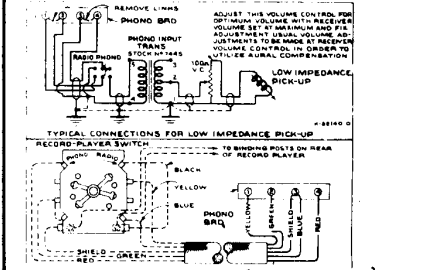 REMOVE LINKS
PHONO BRD
ADJUST THIS VOLUME CONTROL FOR
OPTIMUM VOLUME WITH RECEIVER
VOLUME SET AT MAXIMUM AND FIX
ADJUSTMENT USUAL VOLUME AD-
JUSTMENTS TO BE MADE AT RECEIVER
VOLUME CONTROL IN ORDER TO
UTILIZE AURAL COMPENSATION
PHONO INPUT
TRANS
STOCK Nº 7445
RADIO PHONO
V.C.
LOW IMPEDANCE
PICK-UP
TYPICAL CONNECTIONS FOR LOW IMPEDANCE PICK-UP
RECORD-PLAYER SWITCH
PHONO RADIO
TO BINDING POSTS ON REAR
OF RECORD PLAYER
BLACK
YELLOW
BLUE
PHONO
BRD
1 2 3 4
YELLOW
GREEN
SHIELD
BLUE
RED
SHIELD
RED
GREEN